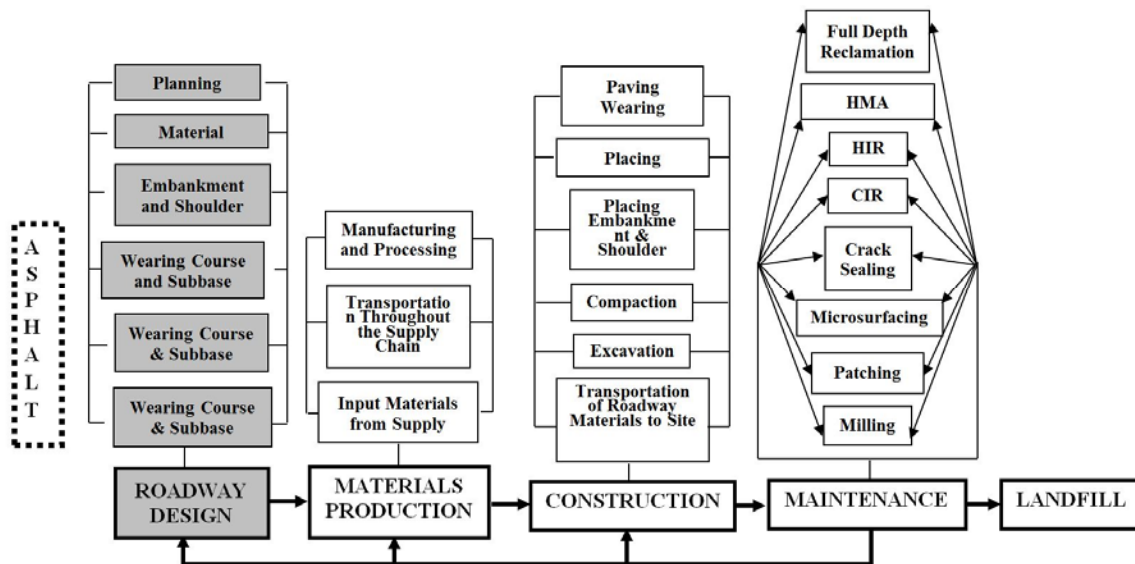 ASPHALT
Planning
Material
Embankment
and Shoulder
Wearing Course
and Subbase
Wearing Course
& Subbase
Wearing Course
& Subbase
ROADWAY
DESIGN
Manufacturing
and Processing
Transportatio
n Throughout
the Supply
Chain
Input Materials
from Supply
MATERIALS
PRODUCTION
Paving
Wearing
Placing
Placing
Embankme
nt &
Shoulder
Compaction
Excavation
Transportation
of Roadway
Materials to Site
CONSTRUCTION
Full Depth
Reclamation
HMA
HIR
CIR
Crack
Sealing
Microsurfacing
Patching
Milling
MAINTENANCE
LANDFILL